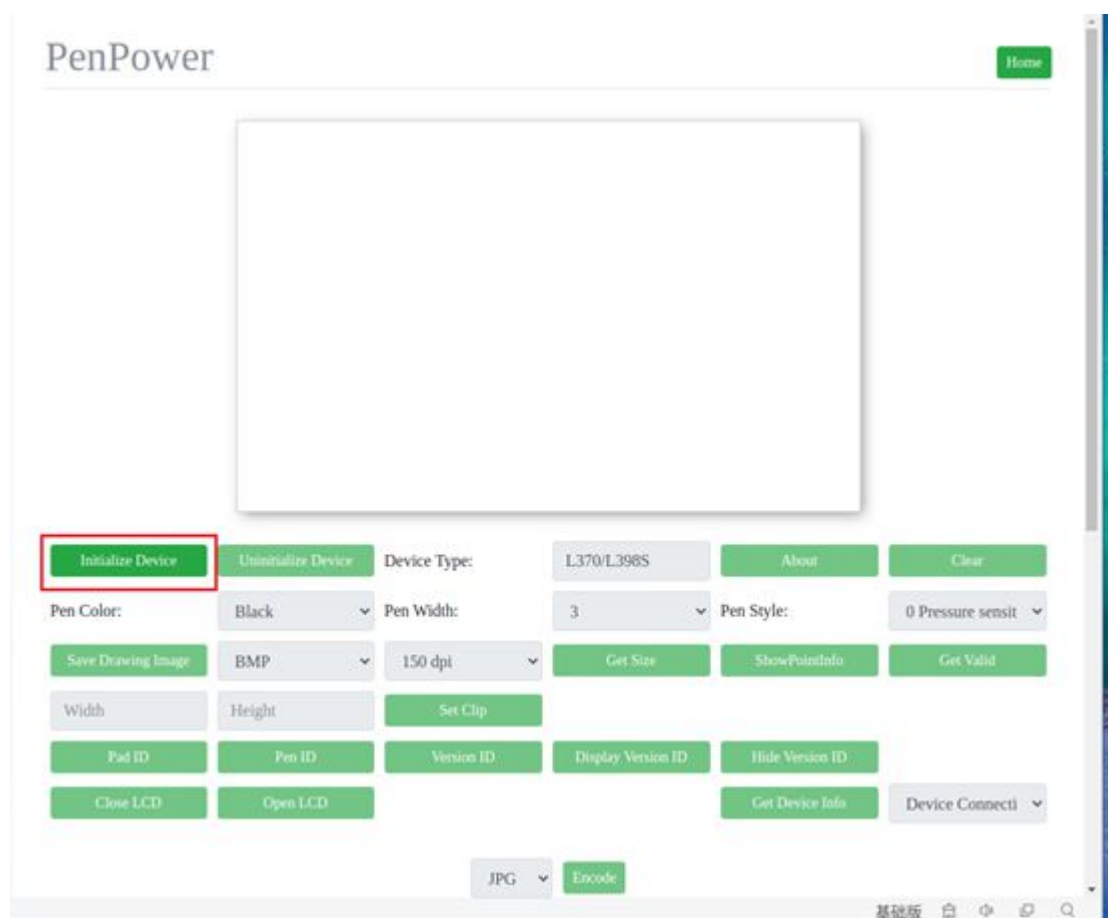 PenPower
Home
Initialize Device Uninitialize Device Device Type: L370/L398S About Clear
Pen Color: Black Pen Width: 3 Pen Style: 0 Pressure sensit
Save Drawing Image BMP 150 dpi Get Size ShowPointInfo Get Valid
Width Height Set Clip
Pad ID Pen ID Version ID Display Version ID Hide Version ID
Close LCD Open LCD Get Device Info Device Connecti
JPG Encode
基础版